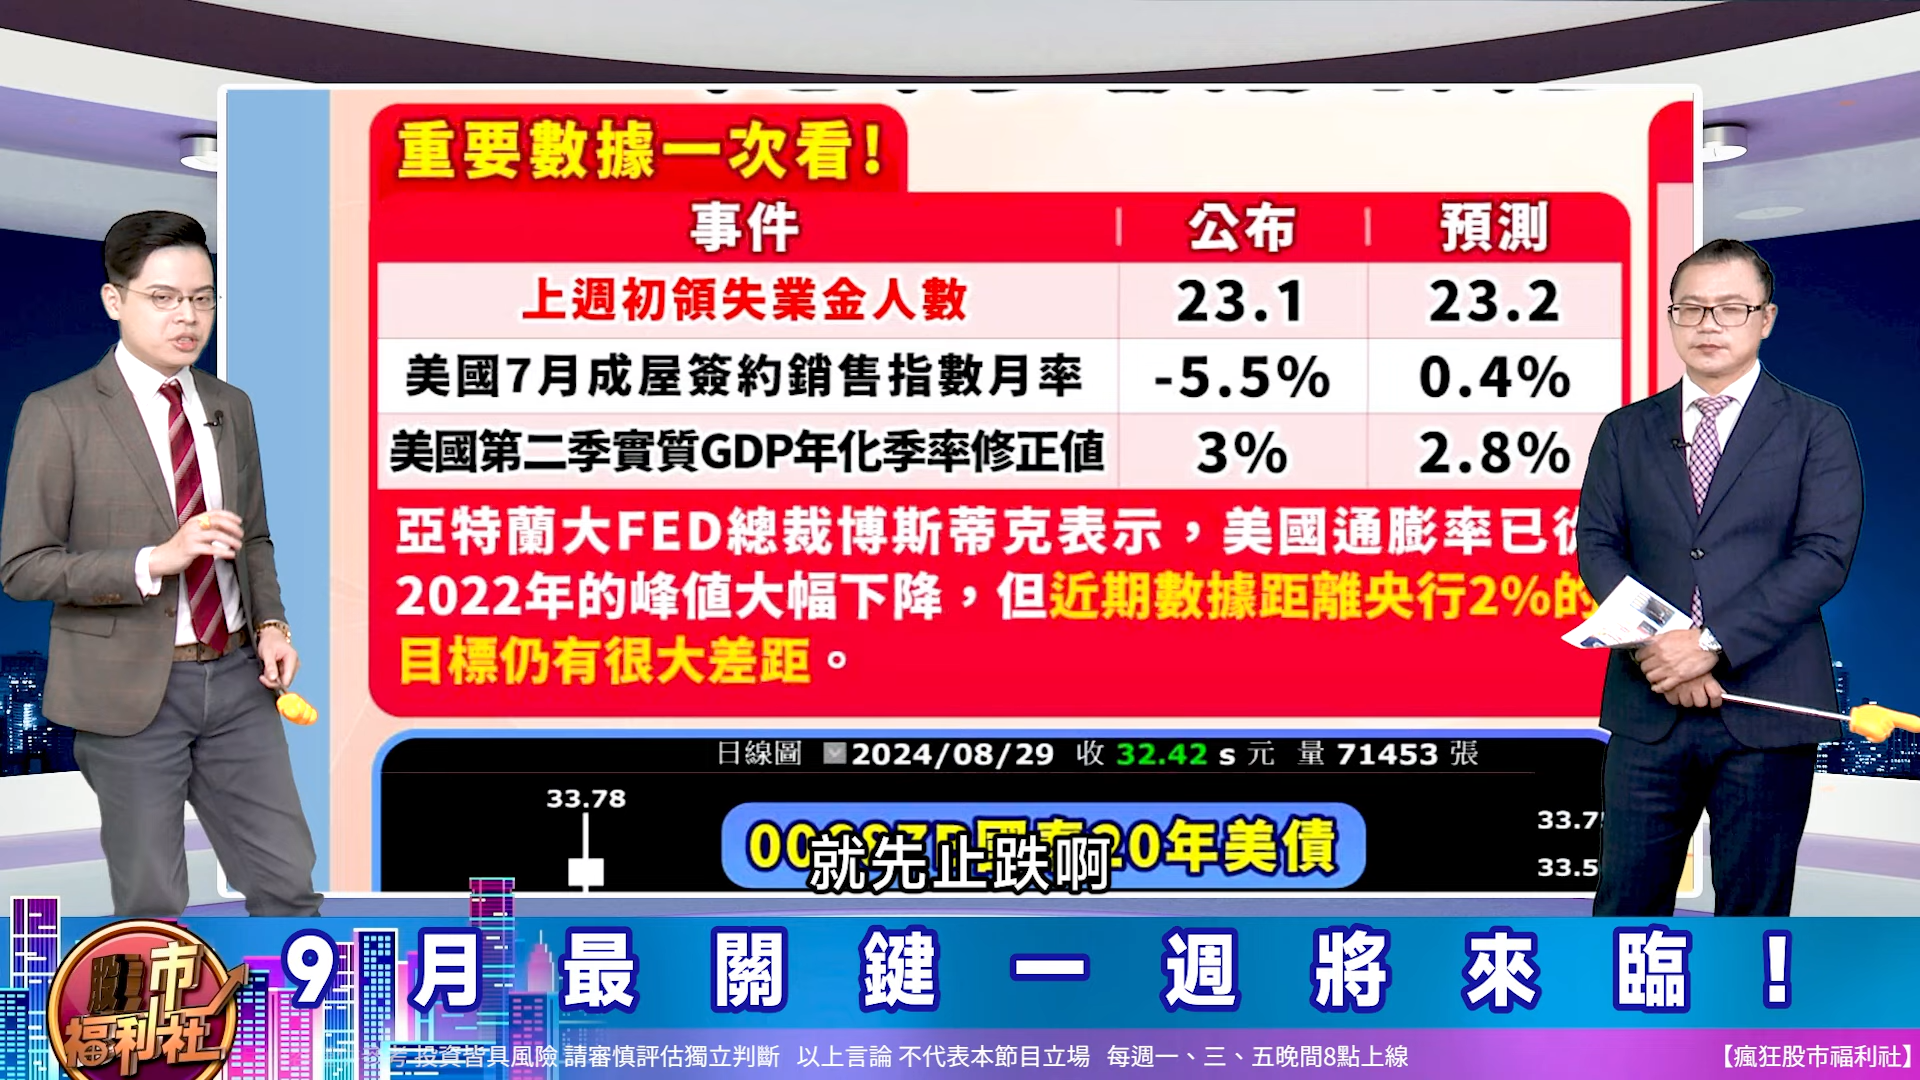 重要數據一次看!
事件 公布 預測
上週初領失業金人數 23.1 23.2
美國7月成屋簽約銷售指數月率 -5.5% 0.4%
美國第二季實質GDP年化季率修正值 3% 2.8%
亞特蘭大FED總裁博斯蒂克表示，美國通膨率已從
2022年的峰值大幅下降，但近期數據距離央行2%的
目標仍有很大差距。
日線圖 2024/08/29 收 32.42 s 元 量 71453 張
33.78
33.7
33.5
20年美債
就先止跌啊
9月最關鍵一週將來臨!
股市
福利社
考 投資皆具風險 請審慎評估獨立判斷 以上言論 不代表本節目立場 每週一、三、五晚間8點上線
【瘋狂股市福利社】